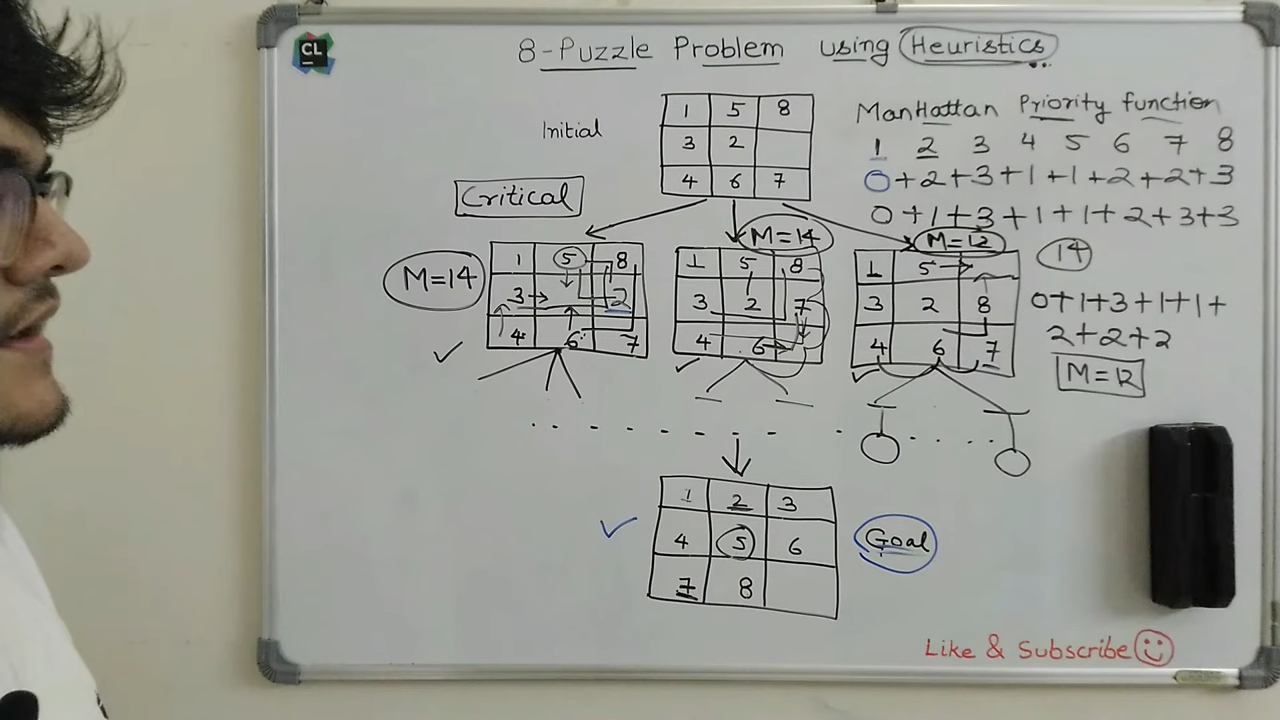 CL
8-Puzzle Problem using Heuristics
Initial
1 5 8
3 2
4 6 7
Manhattan Priority function
1 2 3 4 5 6 7 8
0+2+3+1+1+2+2+3
0+1+3+1+1+2+3+3
14
Critical
M=14
1 5 8
3 2
4 6 7
M=14
1 5 8
3 2 7
4 6
M=12
1 5
3 2 8
4 6 7
0+1+3+1+1+
2+2+2
M=12
1 2 3
4 5 6
7 8
Goal
Like & Subscribe